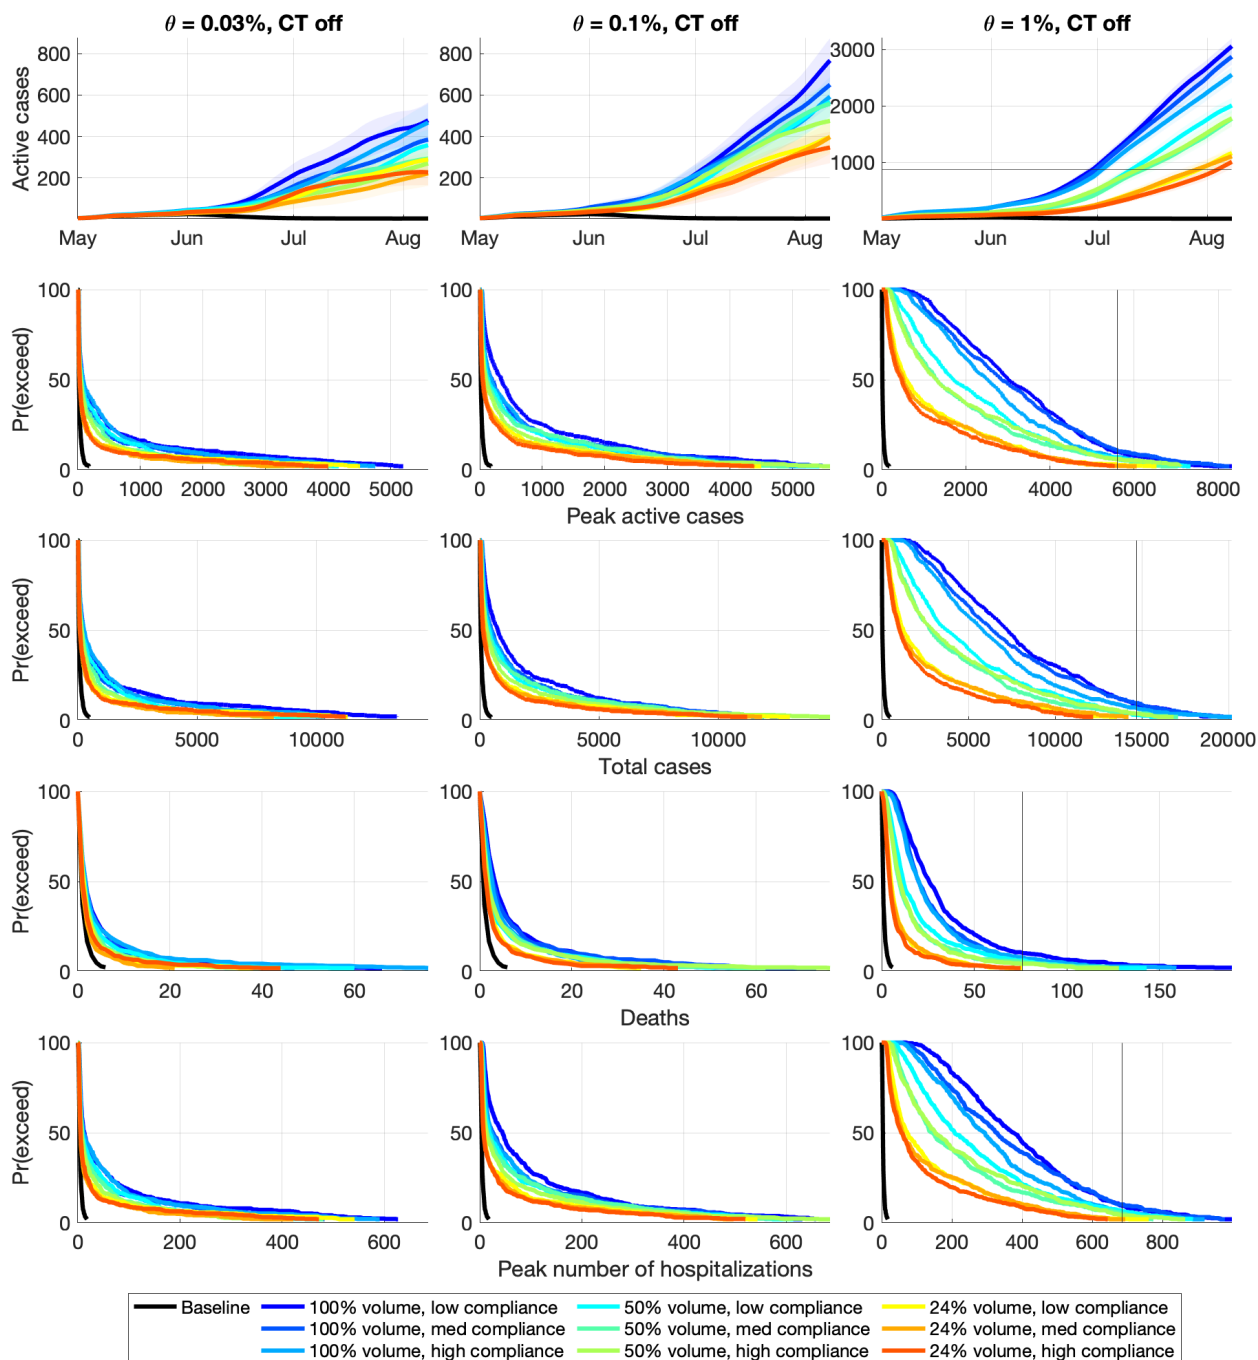 θ = 0.03%, CT off
θ = 0.1%, CT off
θ = 1%, CT off
Active cases
800
600
400
200
May Jun Jul Aug
800
600
400
200
May Jun Jul Aug
3000
2000
1000
May Jun Jul Aug
Pr(exceed)
100
50
0
0 1000 2000 3000 4000 5000
100
50
0
0 1000 2000 3000 4000 5000
100
50
0
0 2000 4000 6000 8000
Peak active cases
Pr(exceed)
100
50
0
0 5000 10000
100
50
0
0 5000 10000
100
50
0
0 5000 10000 15000 20000
Total cases
Pr(exceed)
100
50
0
0 20 40 60
100
50
0
0 20 40 60
100
50
0
0 50 100 150
Deaths
Pr(exceed)
100
50
0
0 200 400 600
100
50
0
0 200 400 600
100
50
0
0 200 400 600 800
Peak number of hospitalizations
Baseline 100% volume, low compliance 50% volume, low compliance 24% volume, low compliance
100% volume, med compliance 50% volume, med compliance 24% volume, med compliance
100% volume, high compliance 50% volume, high compliance 24% volume, high compliance